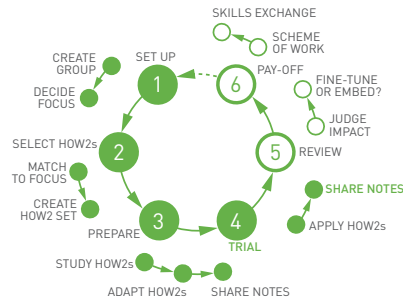 SKILLS EXCHANGE
SCHEME
OF WORK
CREATE
GROUP
SET UP
PAY-OFF
DECIDE
FOCUS
1
6
FINE-TUNE
OR EMBED?
JUDGE
IMPACT
SELECT HOW2s
2
5
REVIEW
MATCH
TO FOCUS
CREATE
HOW2 SET
SHARE NOTES
3
4
PREPARE
TRIAL
APPLY HOW2s
STUDY HOW2s
ADAPT HOW2s
SHARE NOTES